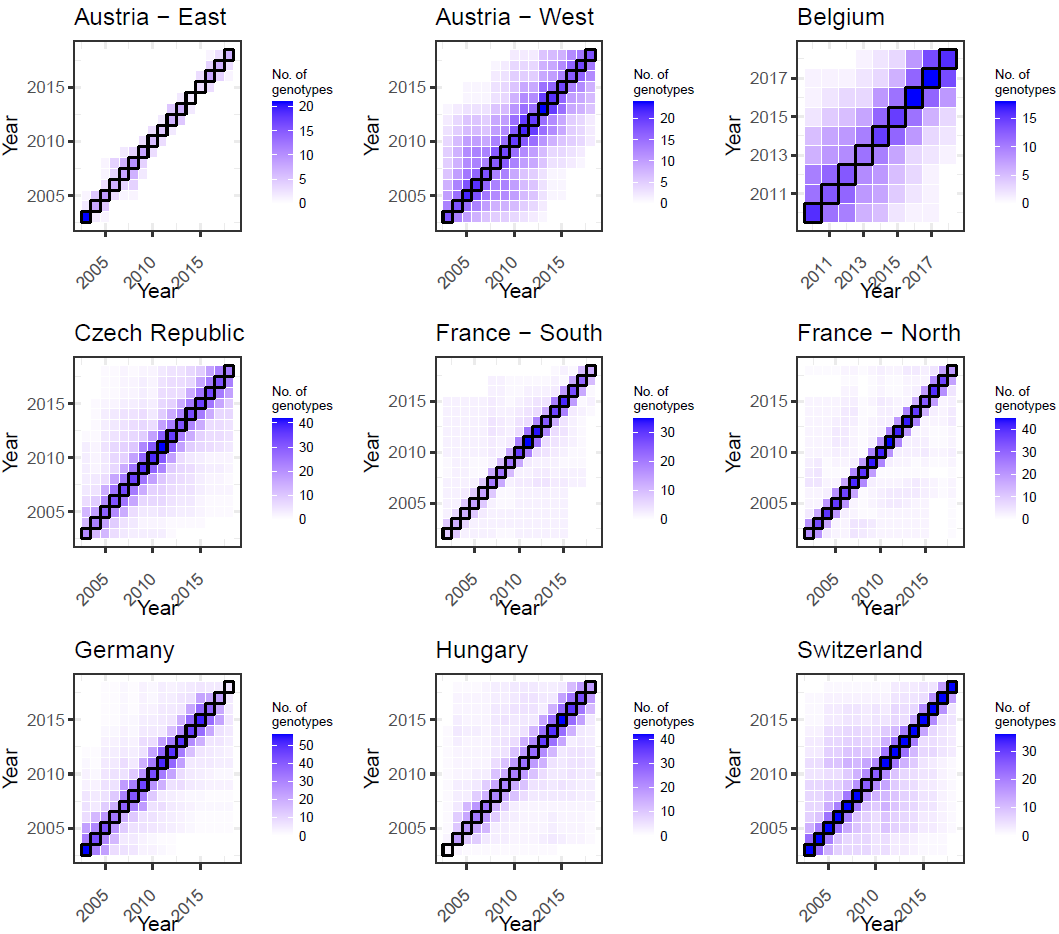 Austria − East
Year
2015
2010
2005
2005
2010
2015
Year
No. of
genotypes
20
15
10
5
0
Austria − West
Year
2015
2010
2005
2005
2010
2015
Year
No. of
genotypes
20
15
10
5
0
Belgium
Year
2017
2015
2013
2011
2011
2013
2015
2017
Year
No. of
genotypes
15
10
5
0
Czech Republic
Year
2015
2010
2005
2005
2010
2015
Year
No. of
genotypes
40
30
20
10
0
France − South
Year
2015
2010
2005
2005
2010
2015
Year
No. of
genotypes
30
20
10
0
France − North
Year
2015
2010
2005
2005
2010
2015
Year
No. of
genotypes
40
30
20
10
0
Germany
Year
2015
2010
2005
2005
2010
2015
Year
No. of
genotypes
50
40
30
20
10
0
Hungary
Year
2015
2010
2005
2005
2010
2015
Year
No. of
genotypes
40
30
20
10
0
Switzerland
Year
2015
2010
2005
2005
2010
2015
Year
No. of
genotypes
30
20
10
0